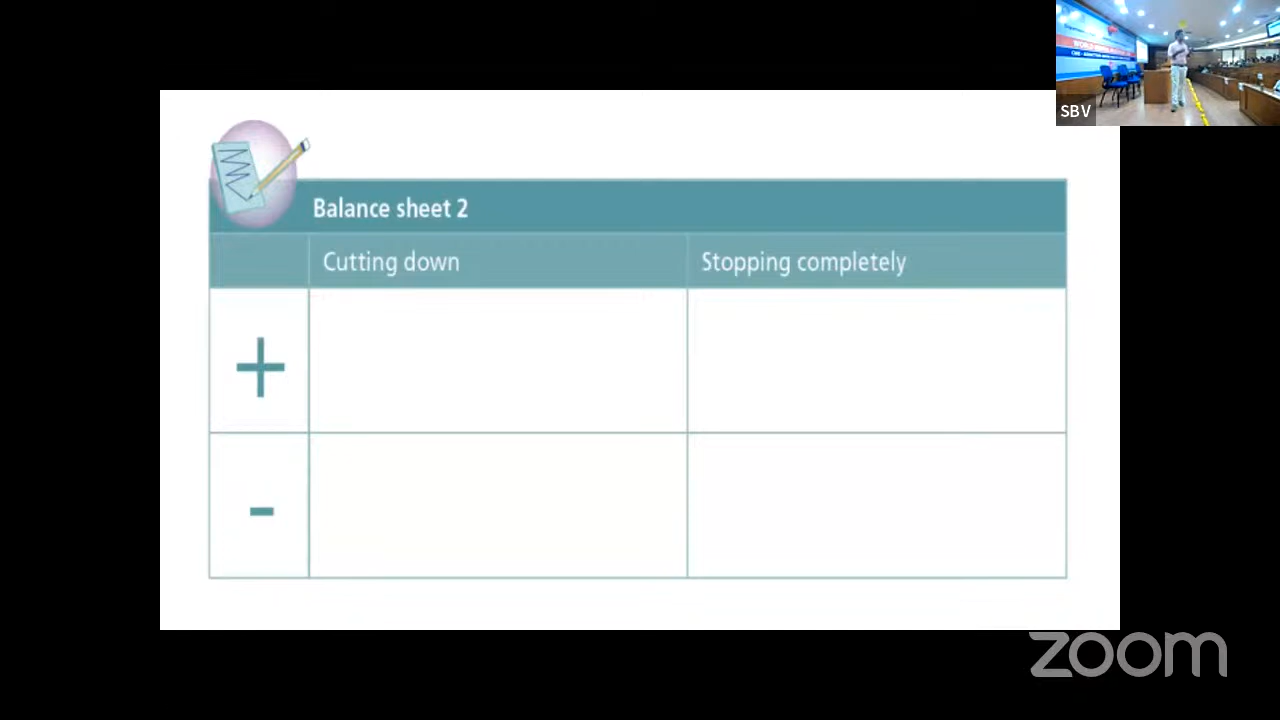 SBV
Balance sheet 2
Cutting down
Stopping completely
+
-
zoom